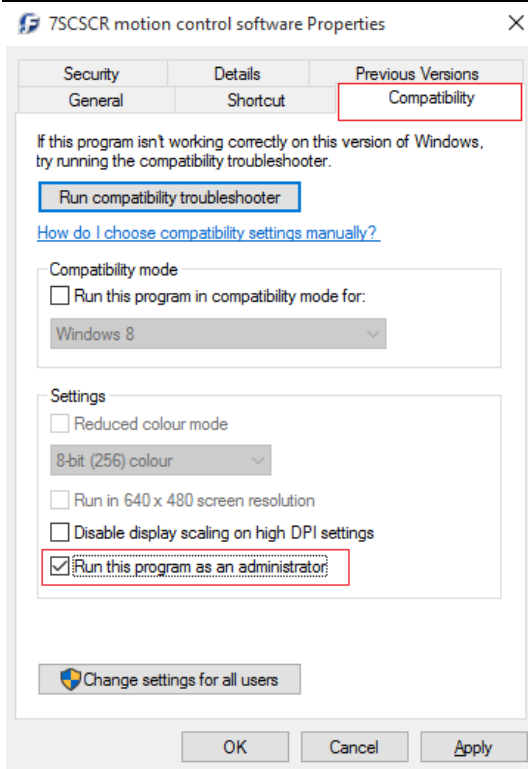 7SCSCR motion control software Properties
Security Details Previous Versions
General Shortcut Compatibility
If this program isn't working correctly on this version of Windows,
try running the compatibility troubleshooter.
Run compatibility troubleshooter
How do I choose compatibility settings manually?
Compatibility mode
Run this program in compatibility mode for:
Windows 8
Settings
Reduced colour mode
8-bit (256) colour
Run in 640 x 480 screen resolution
Disable display scaling on high DPI settings
Run this program as an administrator
Change settings for all users
OK Cancel Apply